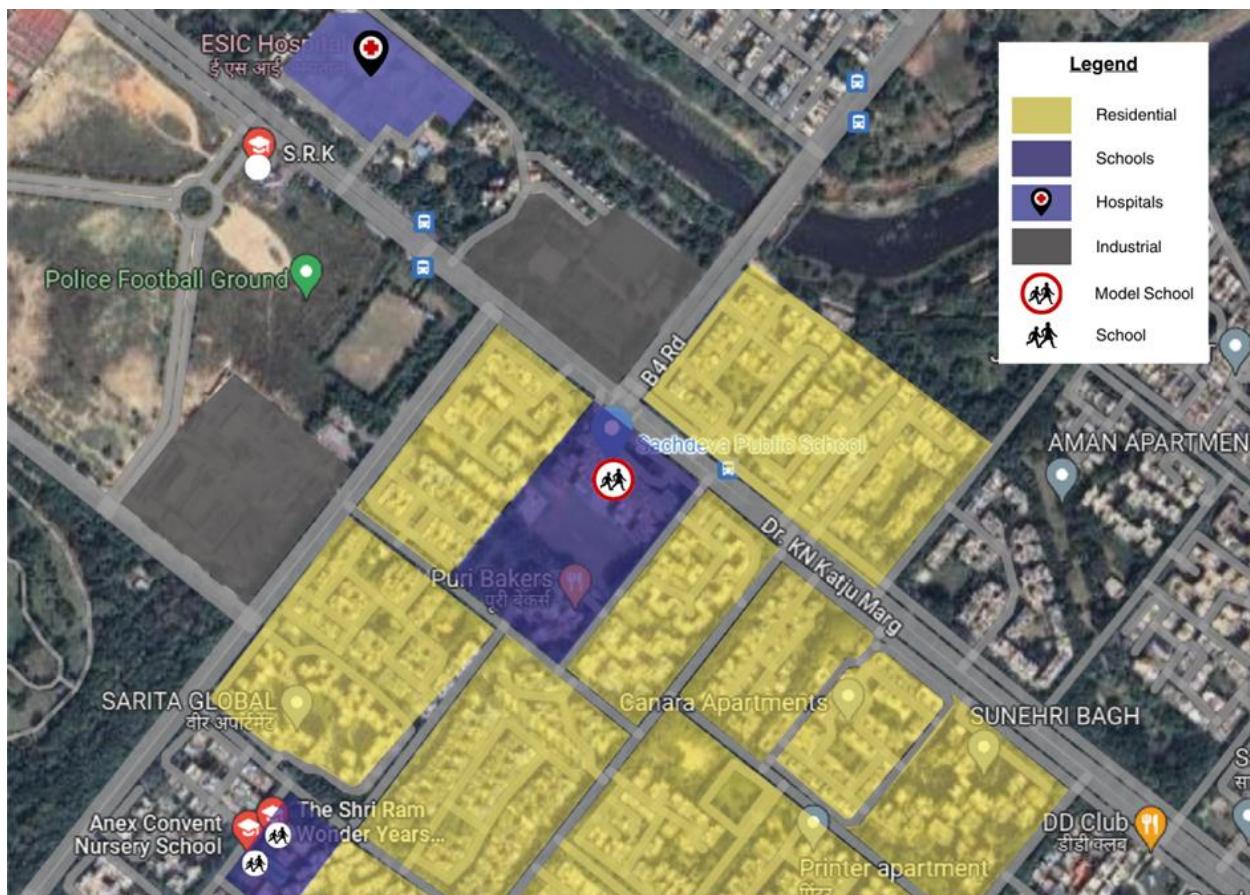 ESIC Hospital
S.R.K
Police Football Ground
B4 Rd
Sachdeva Public School
Puri Bakers
पूरी बेकर्स
AMAN APARTMEN
Dr. KN Katju Marg
SARITA GLOBAL
वीर अपार्टमेंट
Canara Apartments
SUNEHRI BAGH
The Shri Ram
Wonder Years...
Anex Convent
Nursery School
DD Club
डीडी क्लब
Printer apartment
Legend
Residential
Schools
Hospitals
Industrial
Model School
School